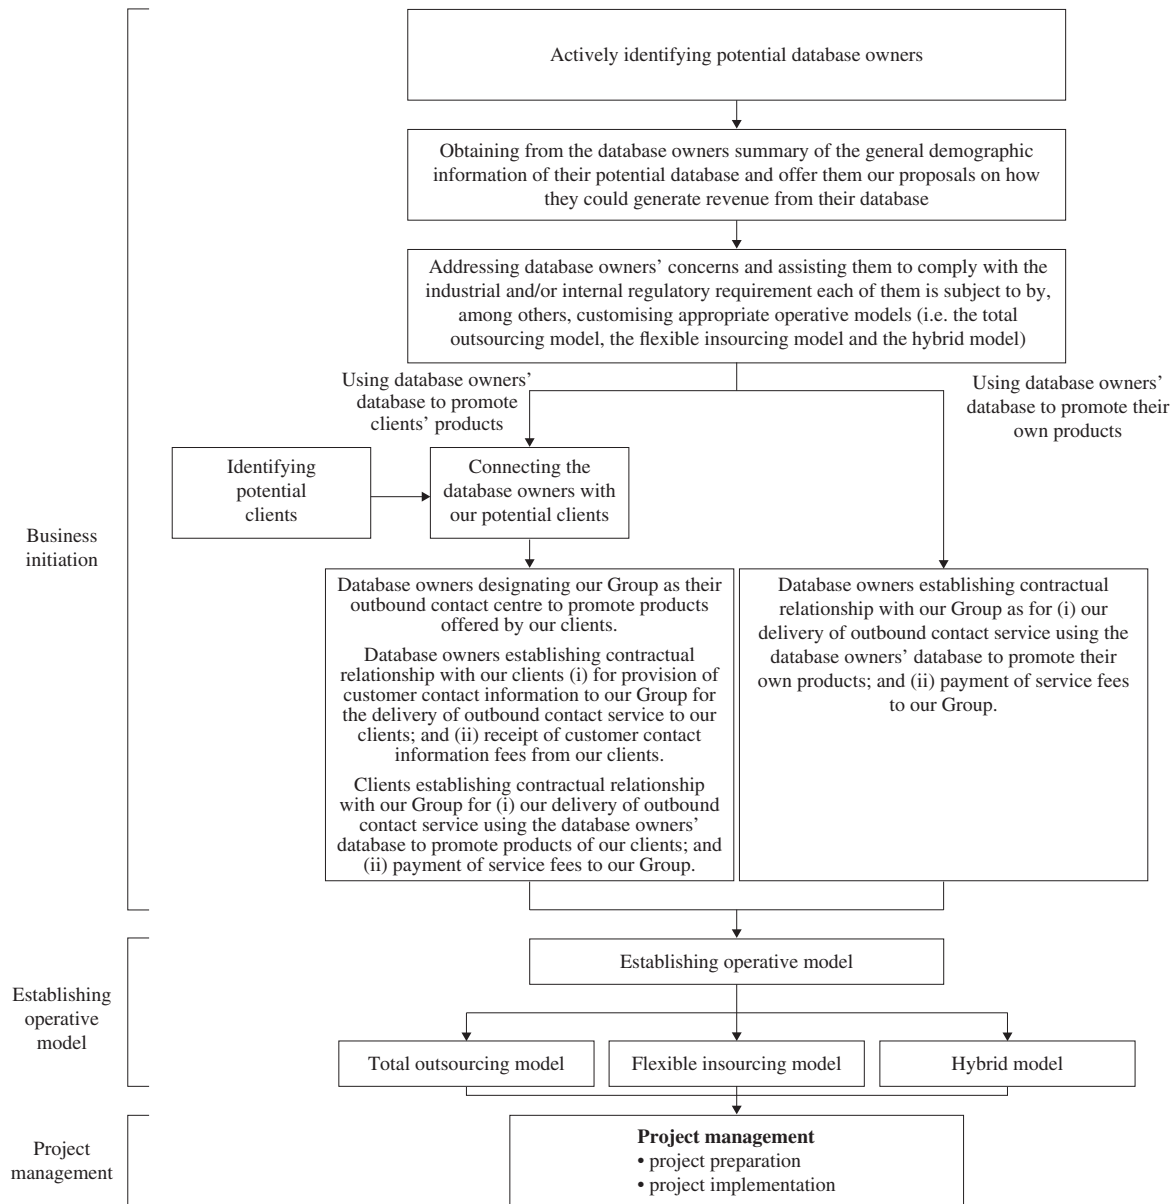 Actively identifying potential database owners
Obtaining from the database owners summary of the general demographic
information of their potential database and offer them our proposals on how
they could generate revenue from their database
Addressing database owners’ concerns and assisting them to comply with the
industrial and/or internal regulatory requirement each of them is subject to by,
among others, customising appropriate operative models (i.e. the total
outsourcing model, the flexible insourcing model and the hybrid model)
Using database owners’
database to promote
clients’ products
Using database owners’
database to promote their
own products
Identifying
potential
clients
Connecting the
database owners with
our potential clients
Business
initiation
Database owners designating our Group as their
outbound contact centre to promote products
offered by our clients.
Database owners establishing contractual
relationship with our clients (i) for provision of
customer contact information to our Group for
the delivery of outbound contact service to our
clients; and (ii) receipt of customer contact
information fees from our clients.
Clients establishing contractual relationship
with our Group for (i) our delivery of outbound
contact service using the database owners’
database to promote products of our clients; and
(ii) payment of service fees to our Group.
Database owners establishing contractual
relationship with our Group as for (i) our
delivery of outbound contact service using the
database owners’ database to promote their
own products; and (ii) payment of service fees
to our Group.
Establishing operative model
Establishing
operative
model
Total outsourcing model
Flexible insourcing model
Hybrid model
Project
management
Project management
• project preparation
• project implementation